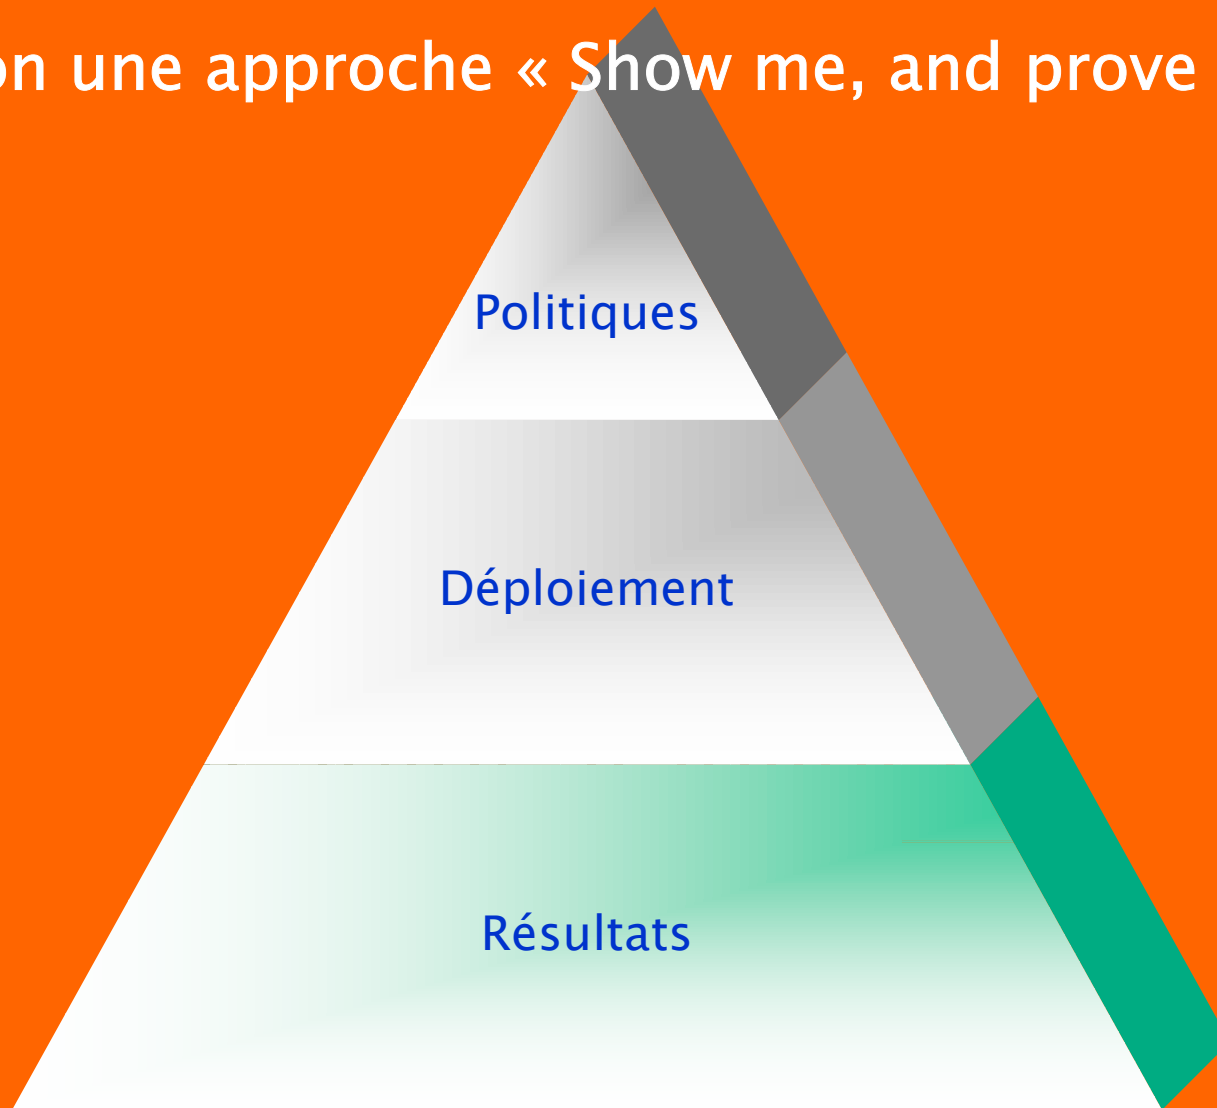 on une approche « Show me, and prove
Politiques
Déploiement
Résultats